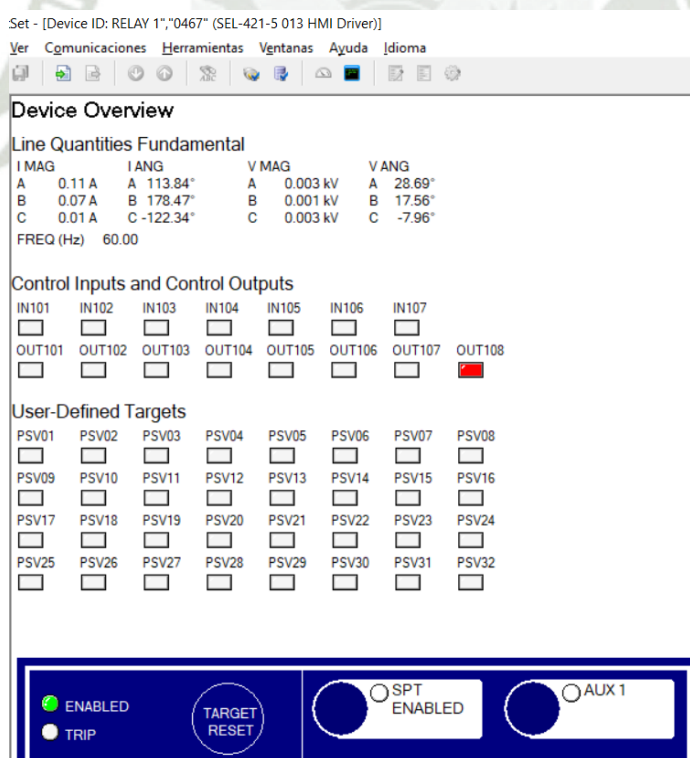 :Set - [Device ID: RELAY 1","0467" (SEL-421-5 013 HMI Driver)]
Ver Comunicaciones Herramientas Ventanas Ayuda Idioma
Device Overview
Line Quantities Fundamental
I MAG I ANG V MAG V ANG
A 0.11 A A 113.84° A 0.003 kV A 28.69°
B 0.07 A B 178.47° B 0.001 kV B 17.56°
C 0.01 A C -122.34° C 0.003 kV C -7.96°
FREQ (Hz) 60.00
Control Inputs and Control Outputs
IN101 IN102 IN103 IN104 IN105 IN106 IN107
OUT101 OUT102 OUT103 OUT104 OUT105 OUT106 OUT107 OUT108
User-Defined Targets
PSV01 PSV02 PSV03 PSV04 PSV05 PSV06 PSV07 PSV08
PSV09 PSV10 PSV11 PSV12 PSV13 PSV14 PSV15 PSV16
PSV17 PSV18 PSV19 PSV20 PSV21 PSV22 PSV23 PSV24
PSV25 PSV26 PSV27 PSV28 PSV29 PSV30 PSV31 PSV32
ENABLED
TRIP
TARGET
RESET
SPT
ENABLED
AUX 1